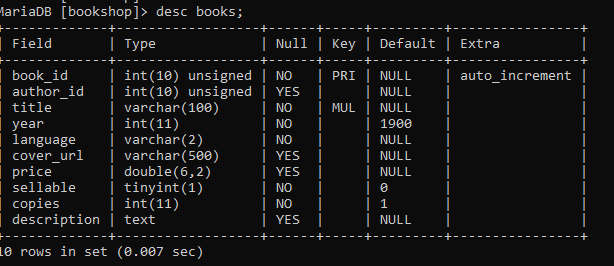 MariaDB [bookshop]> desc books;
+-------------+------------------+------+-----+---------+----------------+
| Field       | Type             | Null | Key | Default | Extra          |
+-------------+------------------+------+-----+---------+----------------+
| book_id     | int(10) unsigned | NO   | PRI | NULL    | auto_increment |
| author_id   | int(10) unsigned | YES  |     | NULL    |                |
| title       | varchar(100)     | NO   | MUL | NULL    |                |
| year        | int(11)          | NO   |     | 1900    |                |
| language    | varchar(2)       | NO   |     | NULL    |                |
| cover_url   | varchar(500)     | YES  |     | NULL    |                |
| price       | double(6,2)      | YES  |     | NULL    |                |
| sellable    | tinyint(1)       | NO   |     | 0       |                |
| copies      | int(11)          | NO   |     | 1       |                |
| description | text             | YES  |     | NULL    |                |
+-------------+------------------+------+-----+---------+----------------+
10 rows in set (0.007 sec)